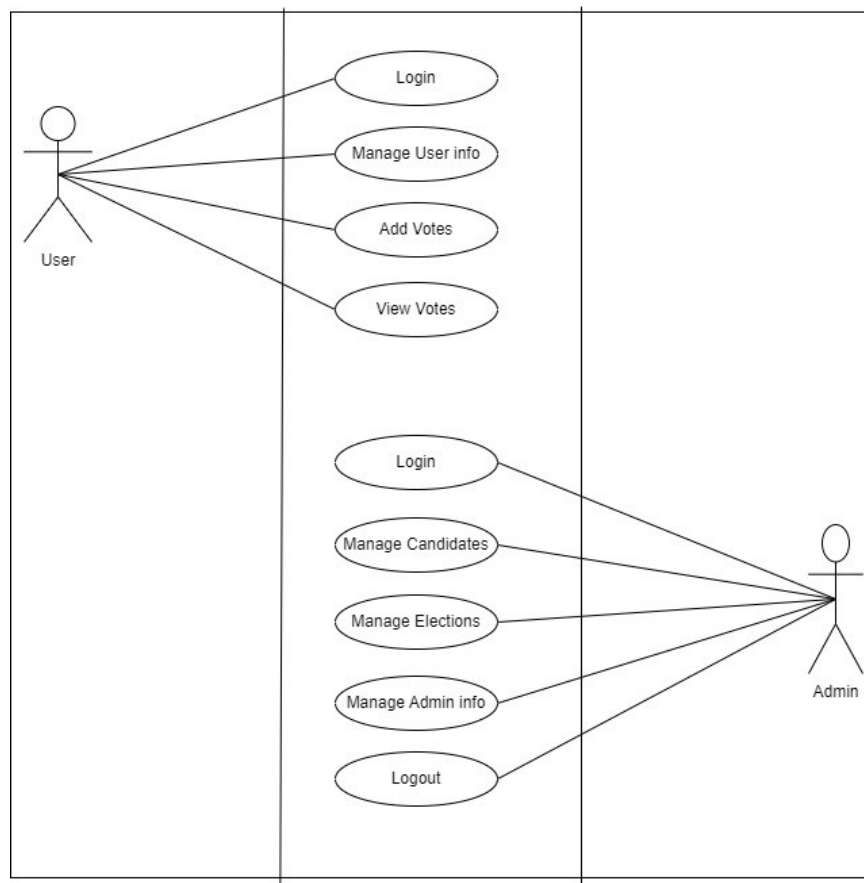 Login
Manage User info
Add Votes
User
View Votes
Login
Manage Candidates
Manage Elections
Manage Admin info
Admin
Logout